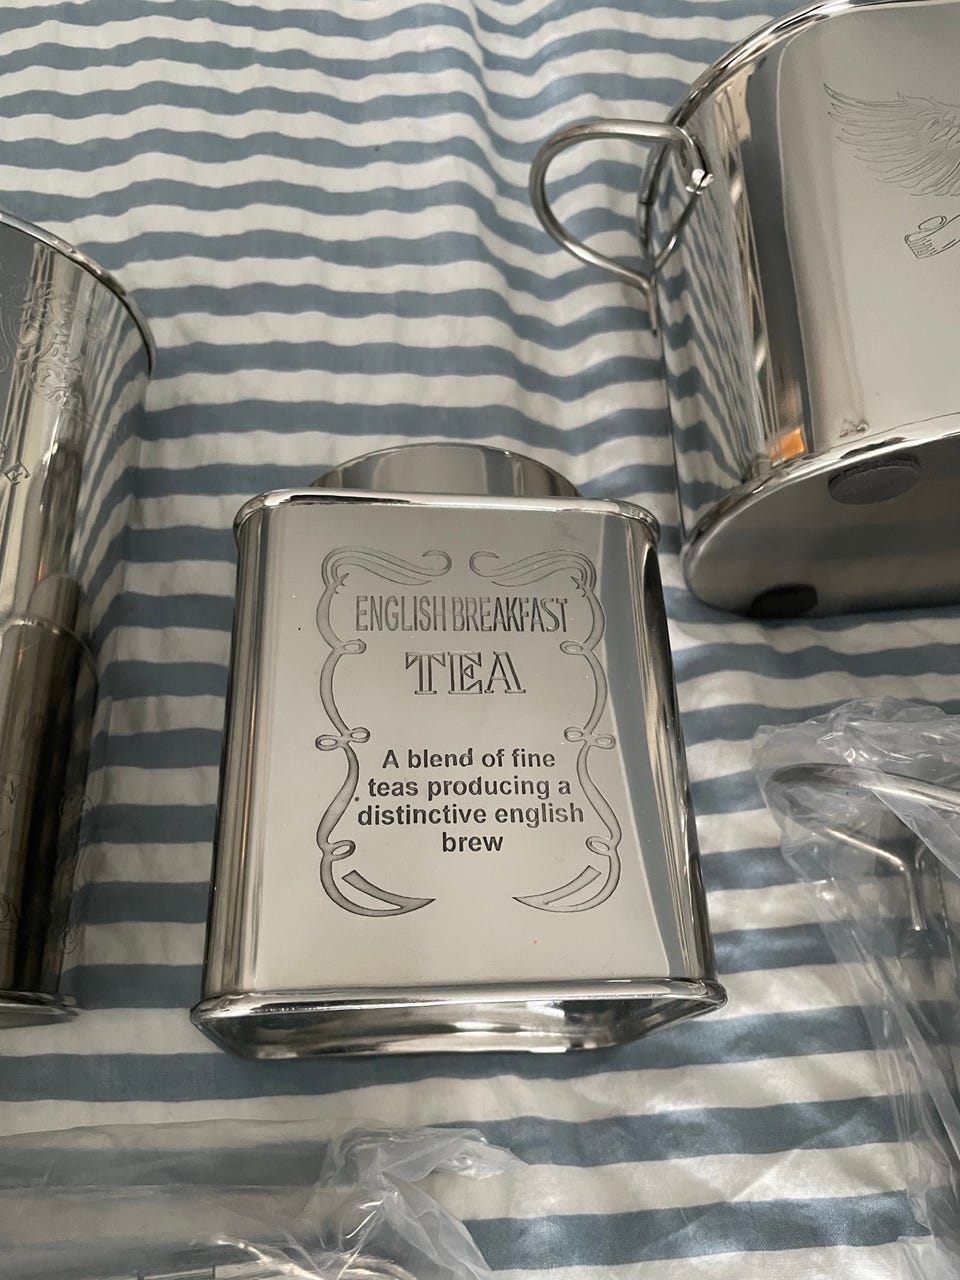 ENGLISH BREAKFAST
TEA
A blend of fine
teas producing a
distinctive english
brew